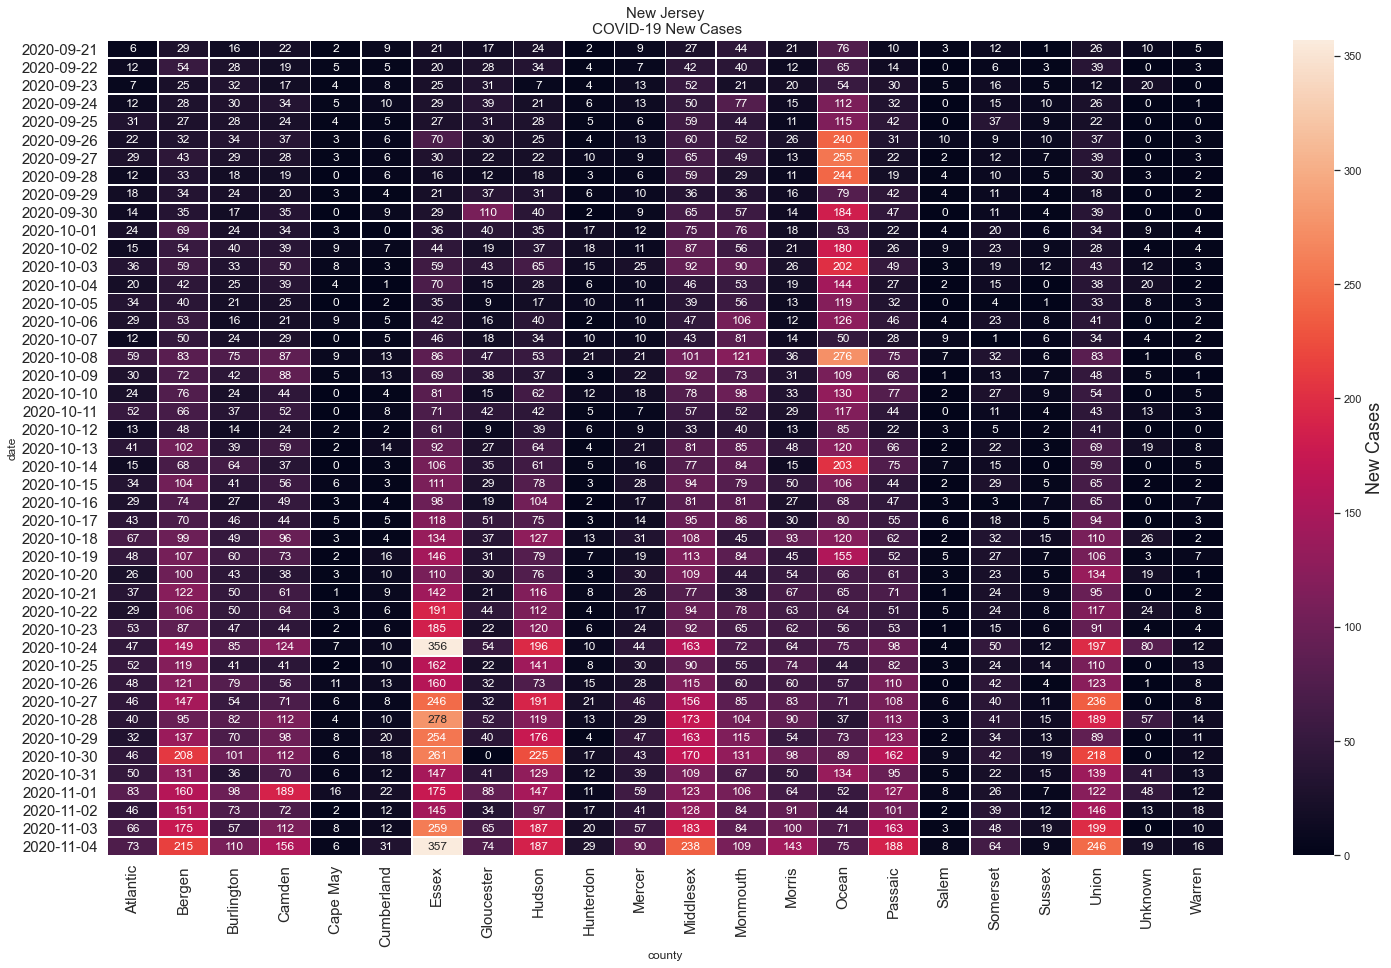 New Jersey
COVID-19 New Cases
2020-09-21 6 29 16 22 2 9 21 17 24 2 9 27 44 21 76 10 3 12 1 26 10 5
2020-09-22 12 54 28 19 5 5 20 28 34 4 7 42 40 12 65 14 0 6 3 39 0 3
2020-09-23 7 25 32 17 4 8 25 31 7 4 13 52 21 20 54 30 5 16 5 12 20 0
2020-09-24 12 28 30 34 5 10 29 39 21 6 13 50 77 15 112 32 0 15 10 26 0 1
2020-09-25 31 27 28 24 4 5 27 31 28 5 6 59 44 11 115 42 0 37 9 22 0 0
2020-09-26 22 32 34 37 3 6 70 30 25 4 13 60 52 26 240 31 10 9 10 37 0 3
2020-09-27 29 43 29 28 3 6 30 22 22 10 9 65 49 13 255 22 2 12 7 39 0 3
2020-09-28 12 33 18 19 0 6 16 12 18 3 6 59 29 11 244 19 4 10 5 30 3 2
2020-09-29 18 34 24 20 3 4 21 37 31 6 10 36 36 16 79 42 4 11 4 18 0 2
2020-09-30 14 35 17 35 0 9 29 110 40 2 9 65 57 14 184 47 0 11 4 39 0 0
2020-10-01 24 69 24 34 3 0 36 40 35 17 12 75 76 18 53 22 4 20 6 34 9 4
2020-10-02 15 54 40 39 9 7 44 19 37 18 11 87 56 21 180 26 9 23 9 28 4 4
2020-10-03 36 59 33 50 8 3 59 43 65 15 25 92 90 26 202 49 3 19 12 43 12 3
2020-10-04 20 42 25 39 4 1 70 15 28 6 10 46 53 19 144 27 2 15 0 38 20 2
2020-10-05 34 40 21 25 0 2 35 9 17 10 11 39 56 13 119 32 0 4 1 33 8 3
2020-10-06 29 53 16 21 9 5 42 16 40 2 10 47 106 12 126 46 4 23 8 41 0 2
2020-10-07 12 50 24 29 0 5 46 18 34 10 10 43 81 14 50 28 9 1 6 34 4 2
2020-10-08 59 83 75 87 9 13 86 47 53 21 21 101 121 36 276 75 7 32 6 83 1 6
2020-10-09 30 72 42 88 5 13 69 38 37 3 22 92 73 31 109 66 1 13 7 48 5 1
2020-10-10 24 76 24 44 0 4 81 15 62 12 18 78 98 33 130 77 2 27 9 54 0 5
2020-10-11 52 66 37 52 0 8 71 42 42 5 7 57 52 29 117 44 0 11 4 43 13 3
2020-10-12 13 48 14 24 2 2 61 9 39 6 9 33 40 13 85 22 3 5 2 41 0 0
2020-10-13 41 102 39 59 2 14 92 27 64 4 21 81 85 48 120 66 2 22 3 69 19 8
2020-10-14 15 68 64 37 0 3 106 35 61 5 16 77 84 15 203 75 7 15 0 59 0 5
2020-10-15 34 104 41 56 6 3 111 29 78 3 28 94 79 50 106 44 2 29 5 65 2 2
2020-10-16 29 74 27 49 3 4 98 19 104 2 17 81 81 27 68 47 3 3 7 65 0 7
2020-10-17 43 70 46 44 5 5 118 51 75 3 14 95 86 30 80 55 6 18 5 94 0 3
2020-10-18 67 99 49 96 3 4 134 37 127 13 31 108 45 93 120 62 2 32 15 110 26 2
2020-10-19 48 107 60 73 2 16 146 31 79 7 19 113 84 45 155 52 5 27 7 106 3 7
2020-10-20 26 100 43 38 3 10 110 30 76 3 30 109 44 54 66 61 3 23 5 134 19 1
2020-10-21 37 122 50 61 1 9 142 21 116 8 26 77 38 67 65 71 1 24 9 95 0 2
2020-10-22 29 106 50 64 3 6 191 44 112 4 17 94 78 63 64 51 5 24 8 117 24 8
2020-10-23 53 87 47 44 2 6 185 22 120 6 24 92 65 62 56 53 1 15 6 91 4 4
2020-10-24 47 149 85 124 7 10 356 54 196 10 44 163 72 64 75 98 4 50 12 197 80 12
2020-10-25 52 119 41 41 2 10 162 22 141 8 30 90 55 74 44 82 3 24 14 110 0 13
2020-10-26 48 121 79 56 11 13 160 32 73 15 28 115 60 60 57 110 0 42 4 123 1 8
2020-10-27 46 147 54 71 6 8 246 32 191 21 46 156 85 83 71 108 6 40 11 236 0 8
2020-10-28 40 95 82 112 4 10 278 52 119 13 29 173 104 90 37 113 3 41 15 189 57 14
2020-10-29 32 137 70 98 8 20 254 40 176 4 47 163 115 54 73 123 2 34 13 89 0 11
2020-10-30 46 208 101 112 6 18 261 0 225 17 43 170 131 98 89 162 9 42 19 218 0 12
2020-10-31 50 131 36 70 6 12 147 41 129 12 39 109 67 50 134 95 5 22 15 139 41 13
2020-11-01 83 160 98 189 16 22 175 88 147 11 59 123 106 64 52 127 8 26 7 122 48 12
2020-11-02 46 151 73 72 2 12 145 34 97 17 41 128 84 91 44 101 2 39 12 146 13 18
2020-11-03 66 175 57 112 8 12 259 65 187 20 57 183 84 100 71 163 3 48 19 199 0 10
2020-11-04 73 215 110 156 6 31 357 74 187 29 90 238 109 143 75 188 8 64 9 246 19 16
date
Atlantic Bergen Burlington Camden Cape May Cumberland Essex Gloucester Hudson Hunterdon Mercer Middlesex Monmouth Morris Ocean Passaic Salem Somerset Sussex Union Unknown Warren
county
350
300
250
200
150
100
50
0
New Cases